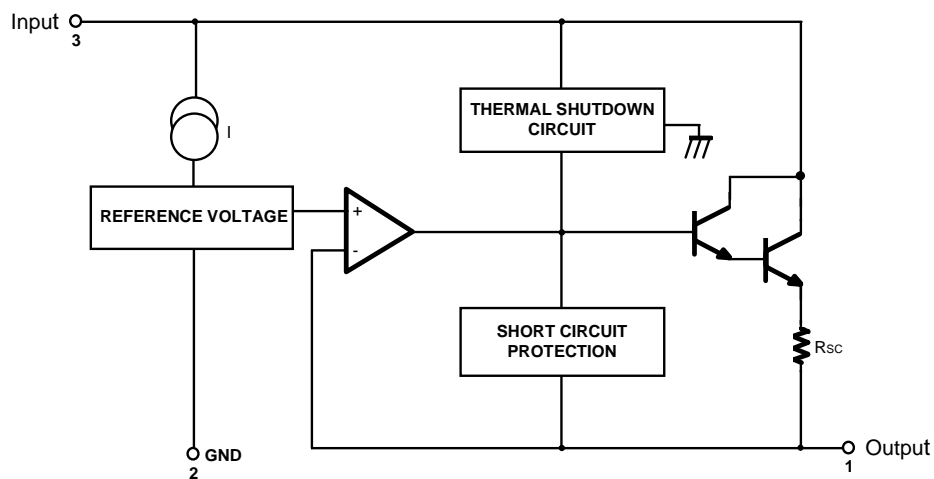 Input
3
THERMAL SHUTDOWN
CIRCUIT
I
REFERENCE VOLTAGE
+
-
SHORT CIRCUIT
PROTECTION
RSC
GND
2
Output
1